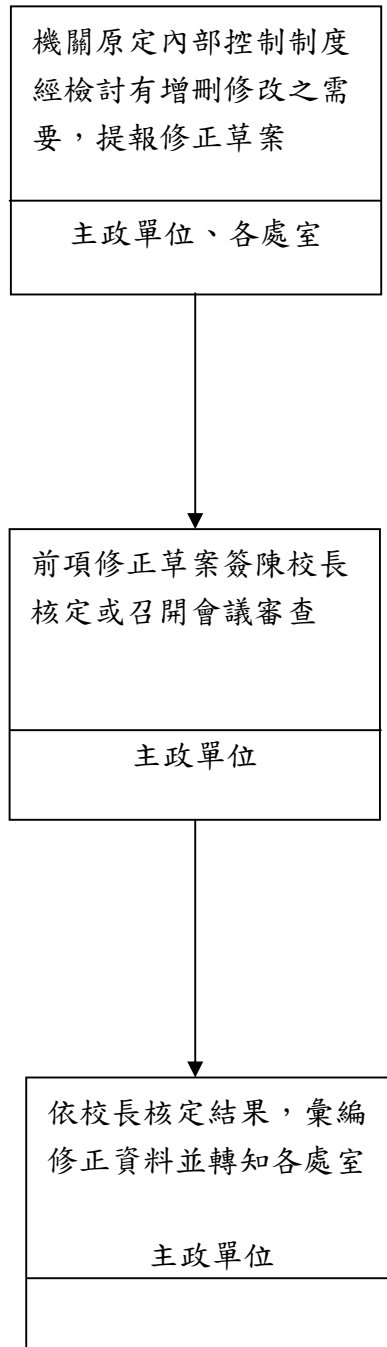 機關原定內部控制制度
經檢討有增刪修改之需
要，提報修正草案
主政單位、各處室
前項修正草案簽陳校長
核定或召開會議審查
主政單位
依校長核定結果，彙編
修正資料並轉知各處室
主政單位